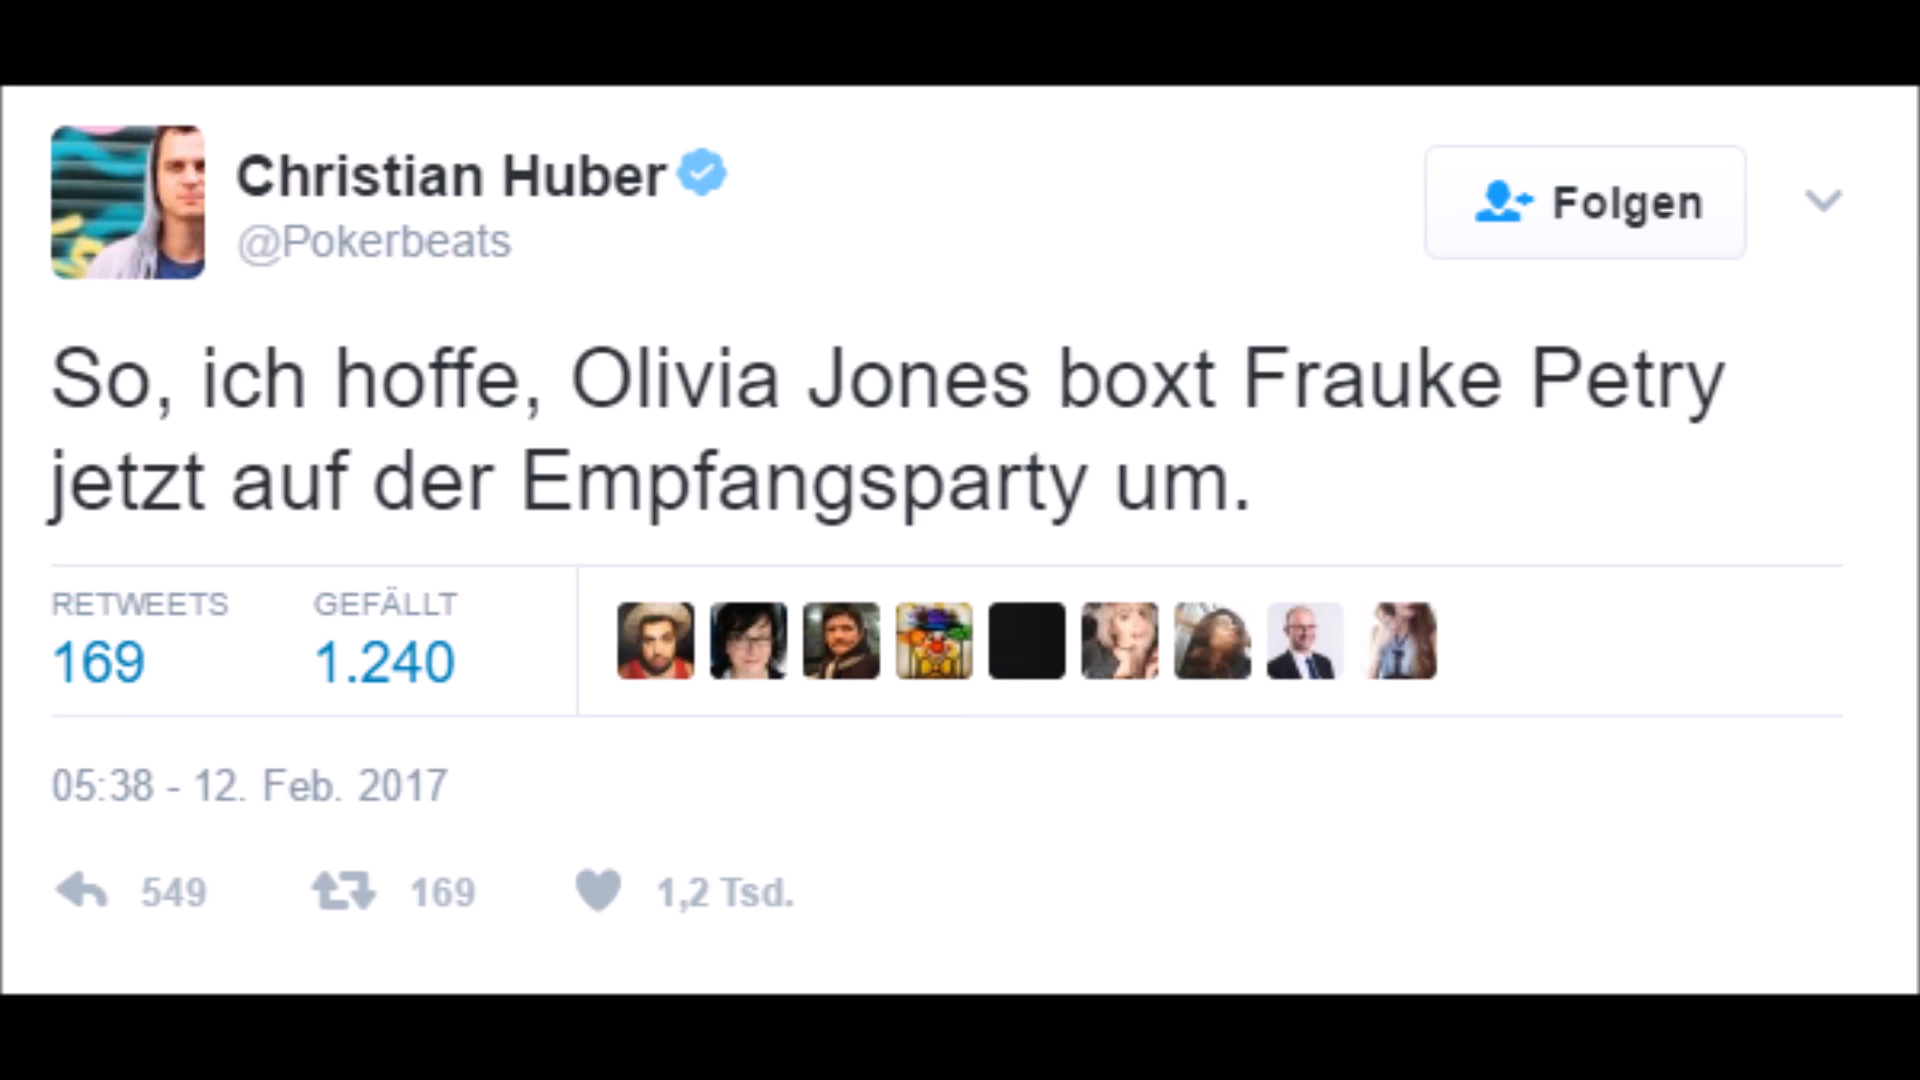 Christian Huber
@Pokerbeats
Folgen
So, ich hoffe, Olivia Jones boxt Frauke Petry
jetzt auf der Empfangsparty um.
RETWEETS GEFÄLLT
169 1.240
05:38 - 12. Feb. 2017
549 169 1,2 Tsd.